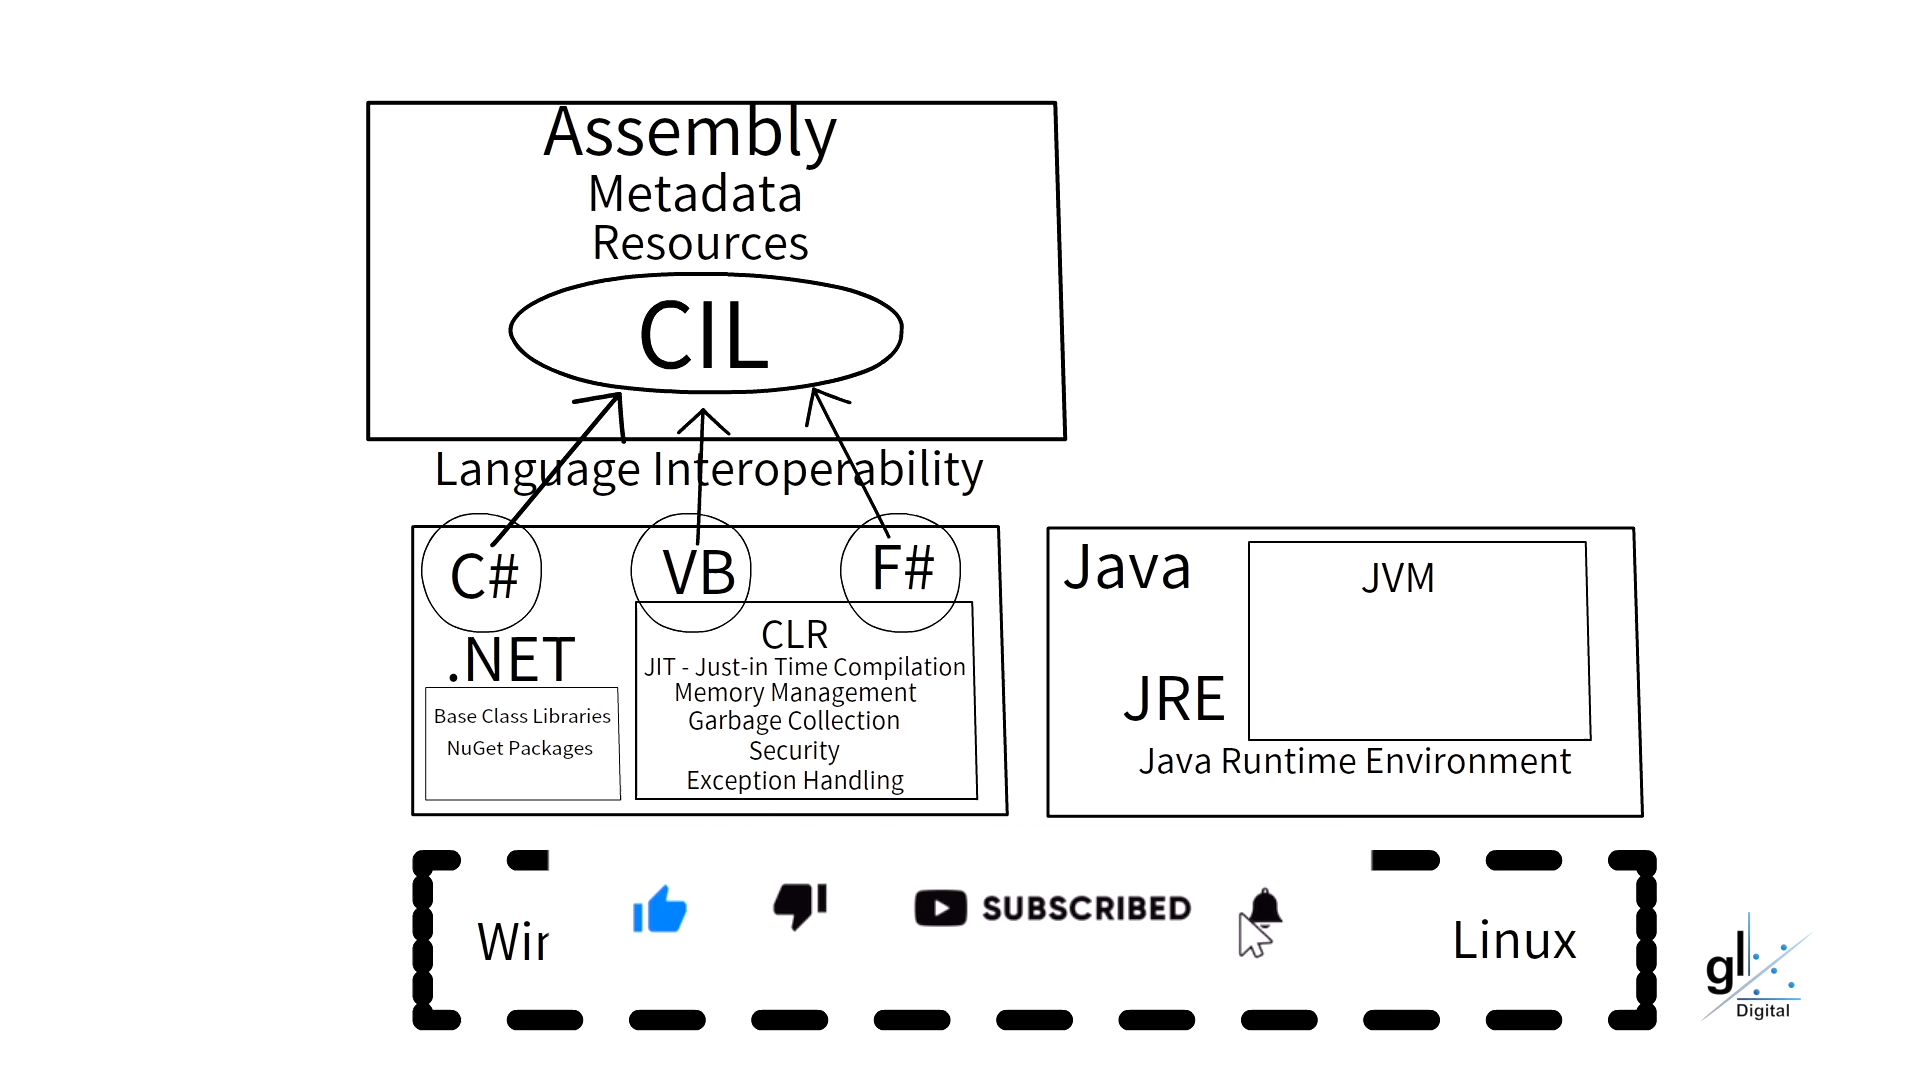 Assembly
Metadata
Resources
CIL
Language Interoperability
C#
VB
F#
.NET
Base Class Libraries
NuGet Packages
CLR
JIT - Just-in Time Compilation
Memory Management
Garbage Collection
Security
Exception Handling
Java
JVM
JRE
Java Runtime Environment
SUBSCRIBED
Linux
gl
Digital